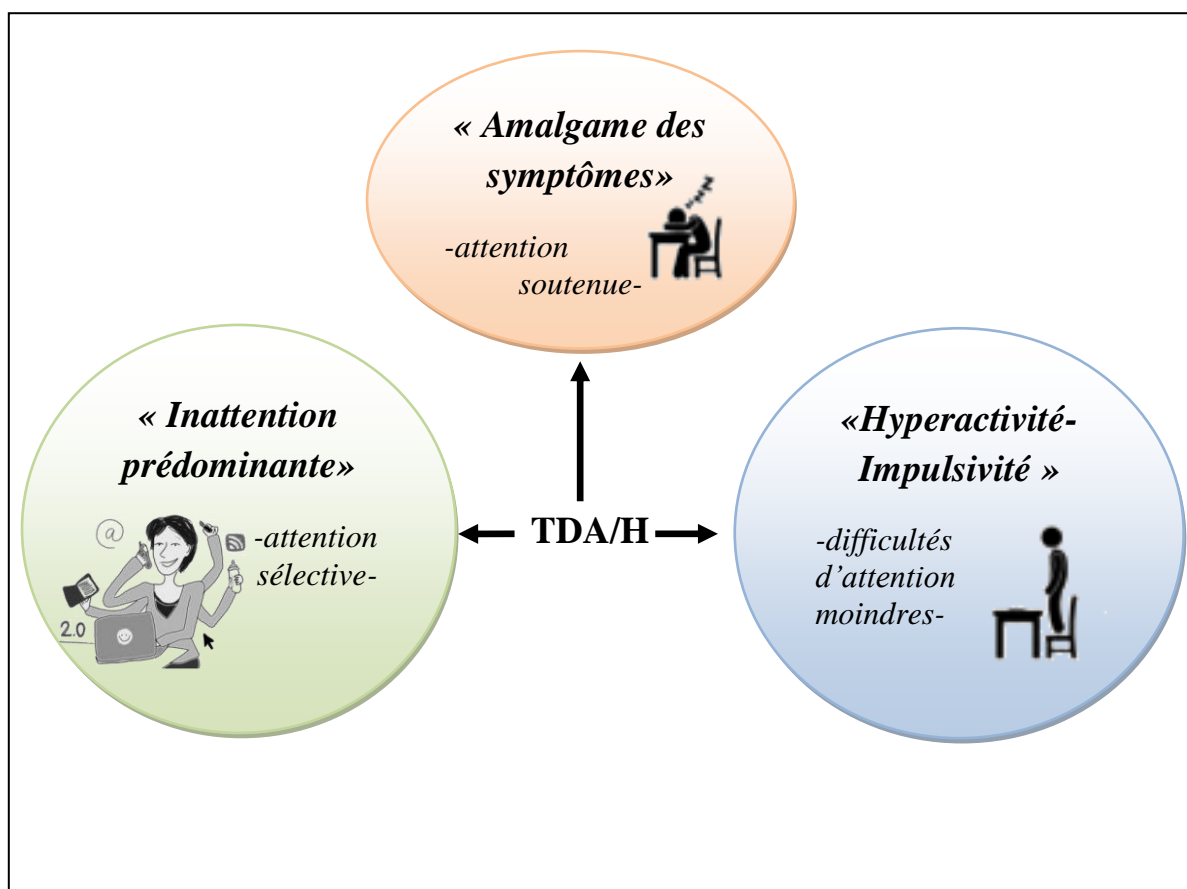 « Amalgame des
symptômes»
-attention
soutenue-
« Inattention
prédominante»
@
-attention
sélective-
2.0
TDA/H
«Hyperactivité-
Impulsivité »
-difficultés
d’attention
moindres-